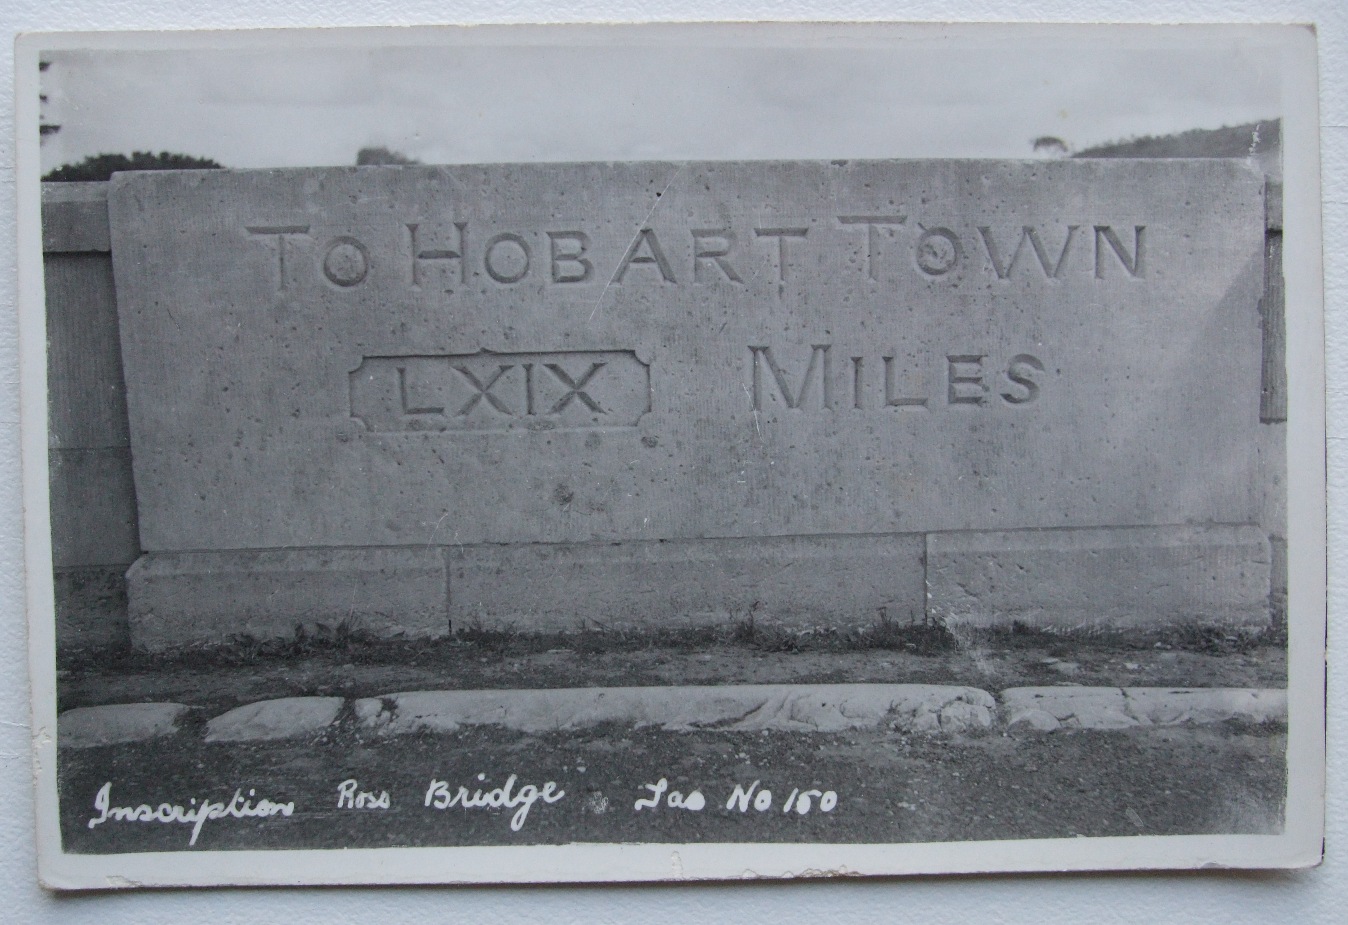 TO HOBART TOWN
LXIX MILES
Inscription Ross Bridge Tas No 150